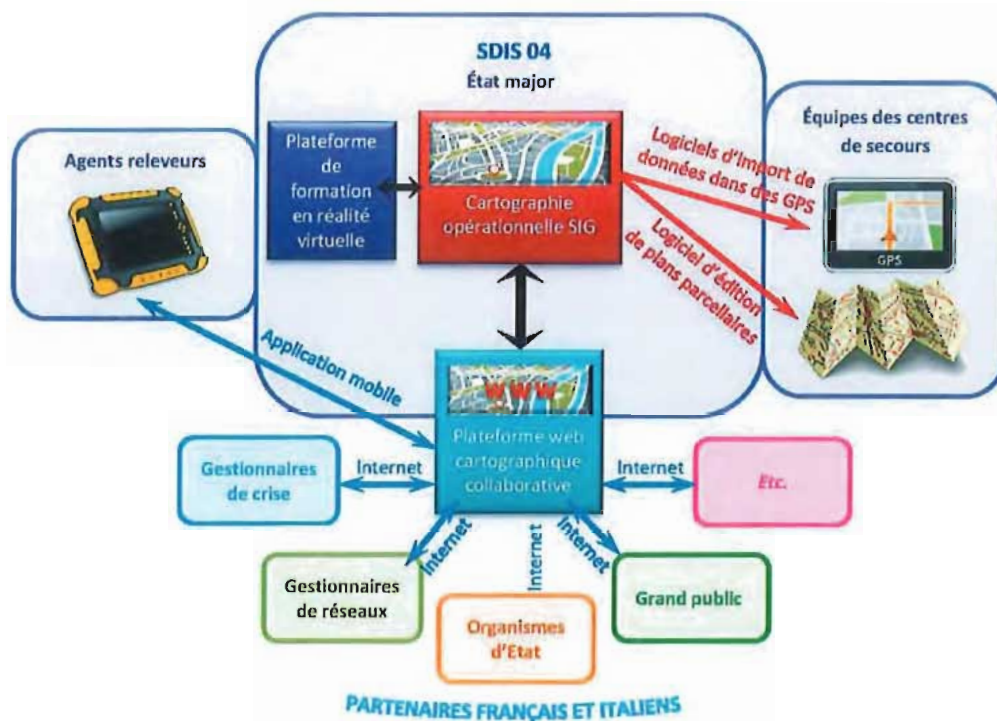 SDIS 04
État major
Agents releveurs
Plateforme
de
formation
en réalité
virtuelle
Cartographie
opérationnelle SIG
Logiciels d'import de
données dans des GPS
Logiciel d'édition
de plans parcellaires
Équipes des centres
de secours
GPS
Application mobile
WWW
Plateforme web
cartographique
collaborative
Gestionnaires
de crise
Internet
Internet
Etc.
Internet
Internet
Internet
Gestionnaires
de réseaux
Organismes
d'Etat
Grand public
PARTENAIRES FRANÇAIS ET ITALIENS